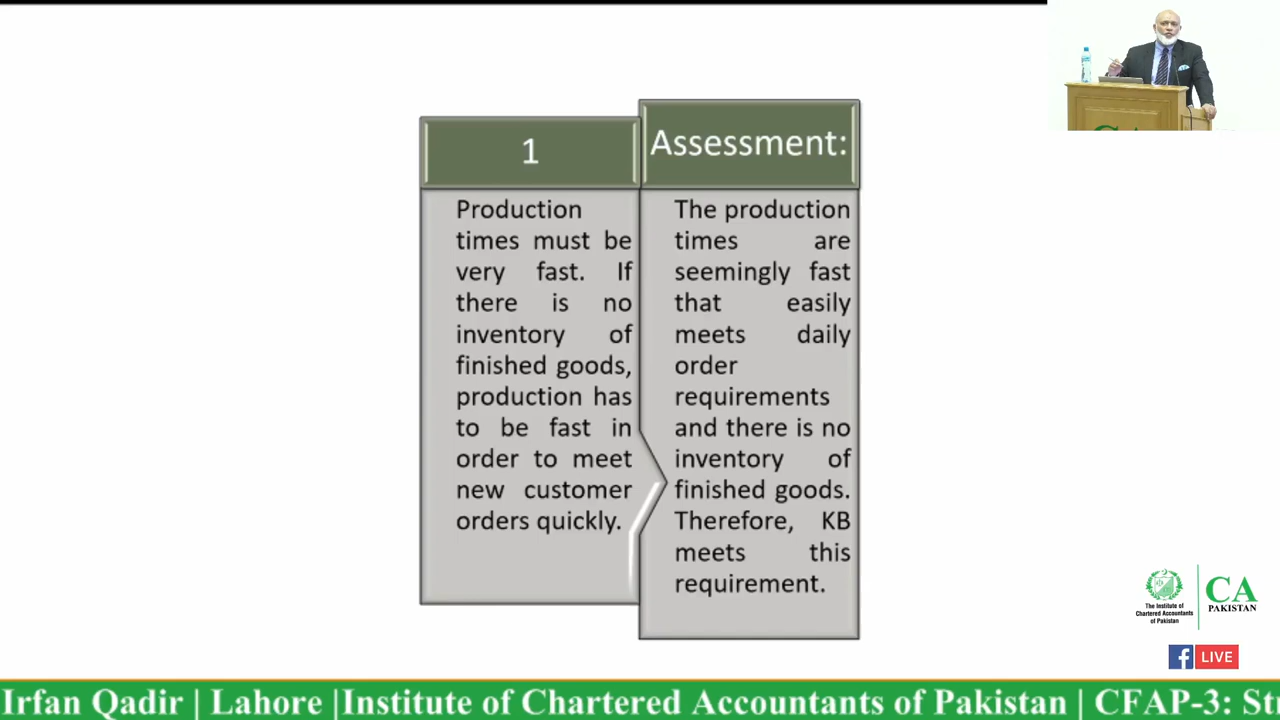 1
Production
times must be
very fast. If
there is no
inventory of
finished goods,
production has
to be fast in
order to meet
new customer
orders quickly.
Assessment:
The production
times are
seemingly fast
that easily
meets daily
order
requirements
and there is no
inventory of
finished goods.
Therefore, KB
meets this
requirement.
The Institute of
Chartered Accountants
of Pakistan
CA
PAKISTAN
f LIVE
Irfan Qadir | Lahore |Institute of Chartered Accountants of Pakistan | CFAP-3: